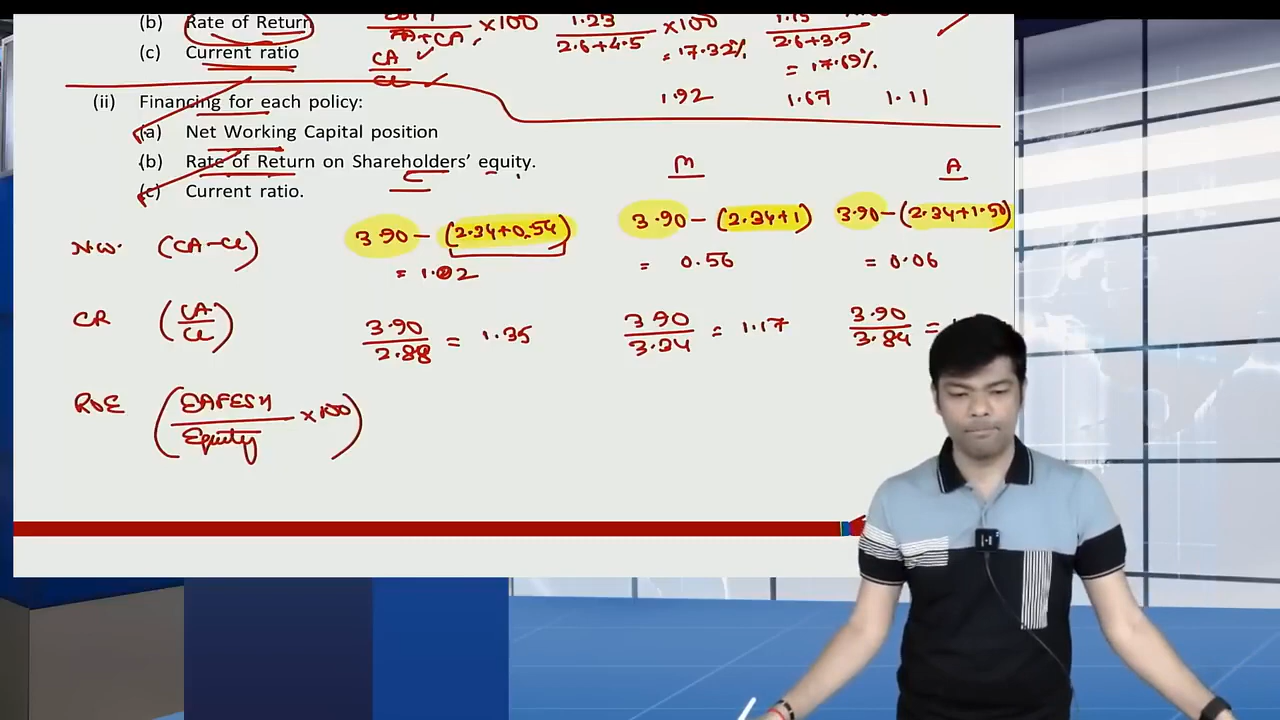 (b) Rate of Return
FA+CA ×100
1.23
2.6+4.5 ×100
= 17.32%
1.15
2.6+3.9
= 17.69%
(c) Current ratio
CA
CL
1.92 1.67 1.11
(ii) Financing for each policy:
(a) Net Working Capital position
(b) Rate of Return on Shareholders' equity.
(c) Current ratio.
M A
N.W. (CA-CL) 3.90 - (2.34+0.54) 3.90 - (2.34+1) 3.90 - (2.34+1.50)
= 1.02 = 0.56 = 0.06
CR (CA/CL) 3.90/2.88 = 1.35 3.90/3.34 = 1.17 3.90/3.84 =
ROE (EAFESH/Equity ×100)